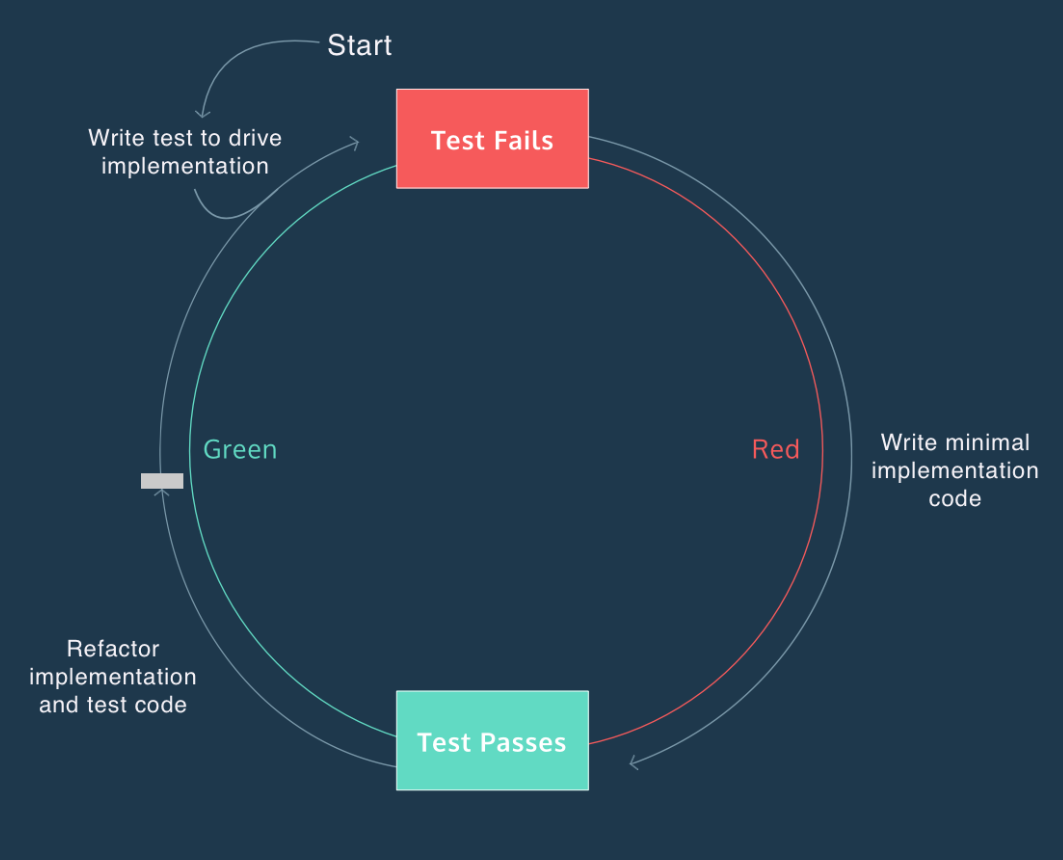 Start
Write test to drive
implementation
Test Fails
Green
Red
Write minimal
implementation
code
Refactor
implementation
and test code
Test Passes